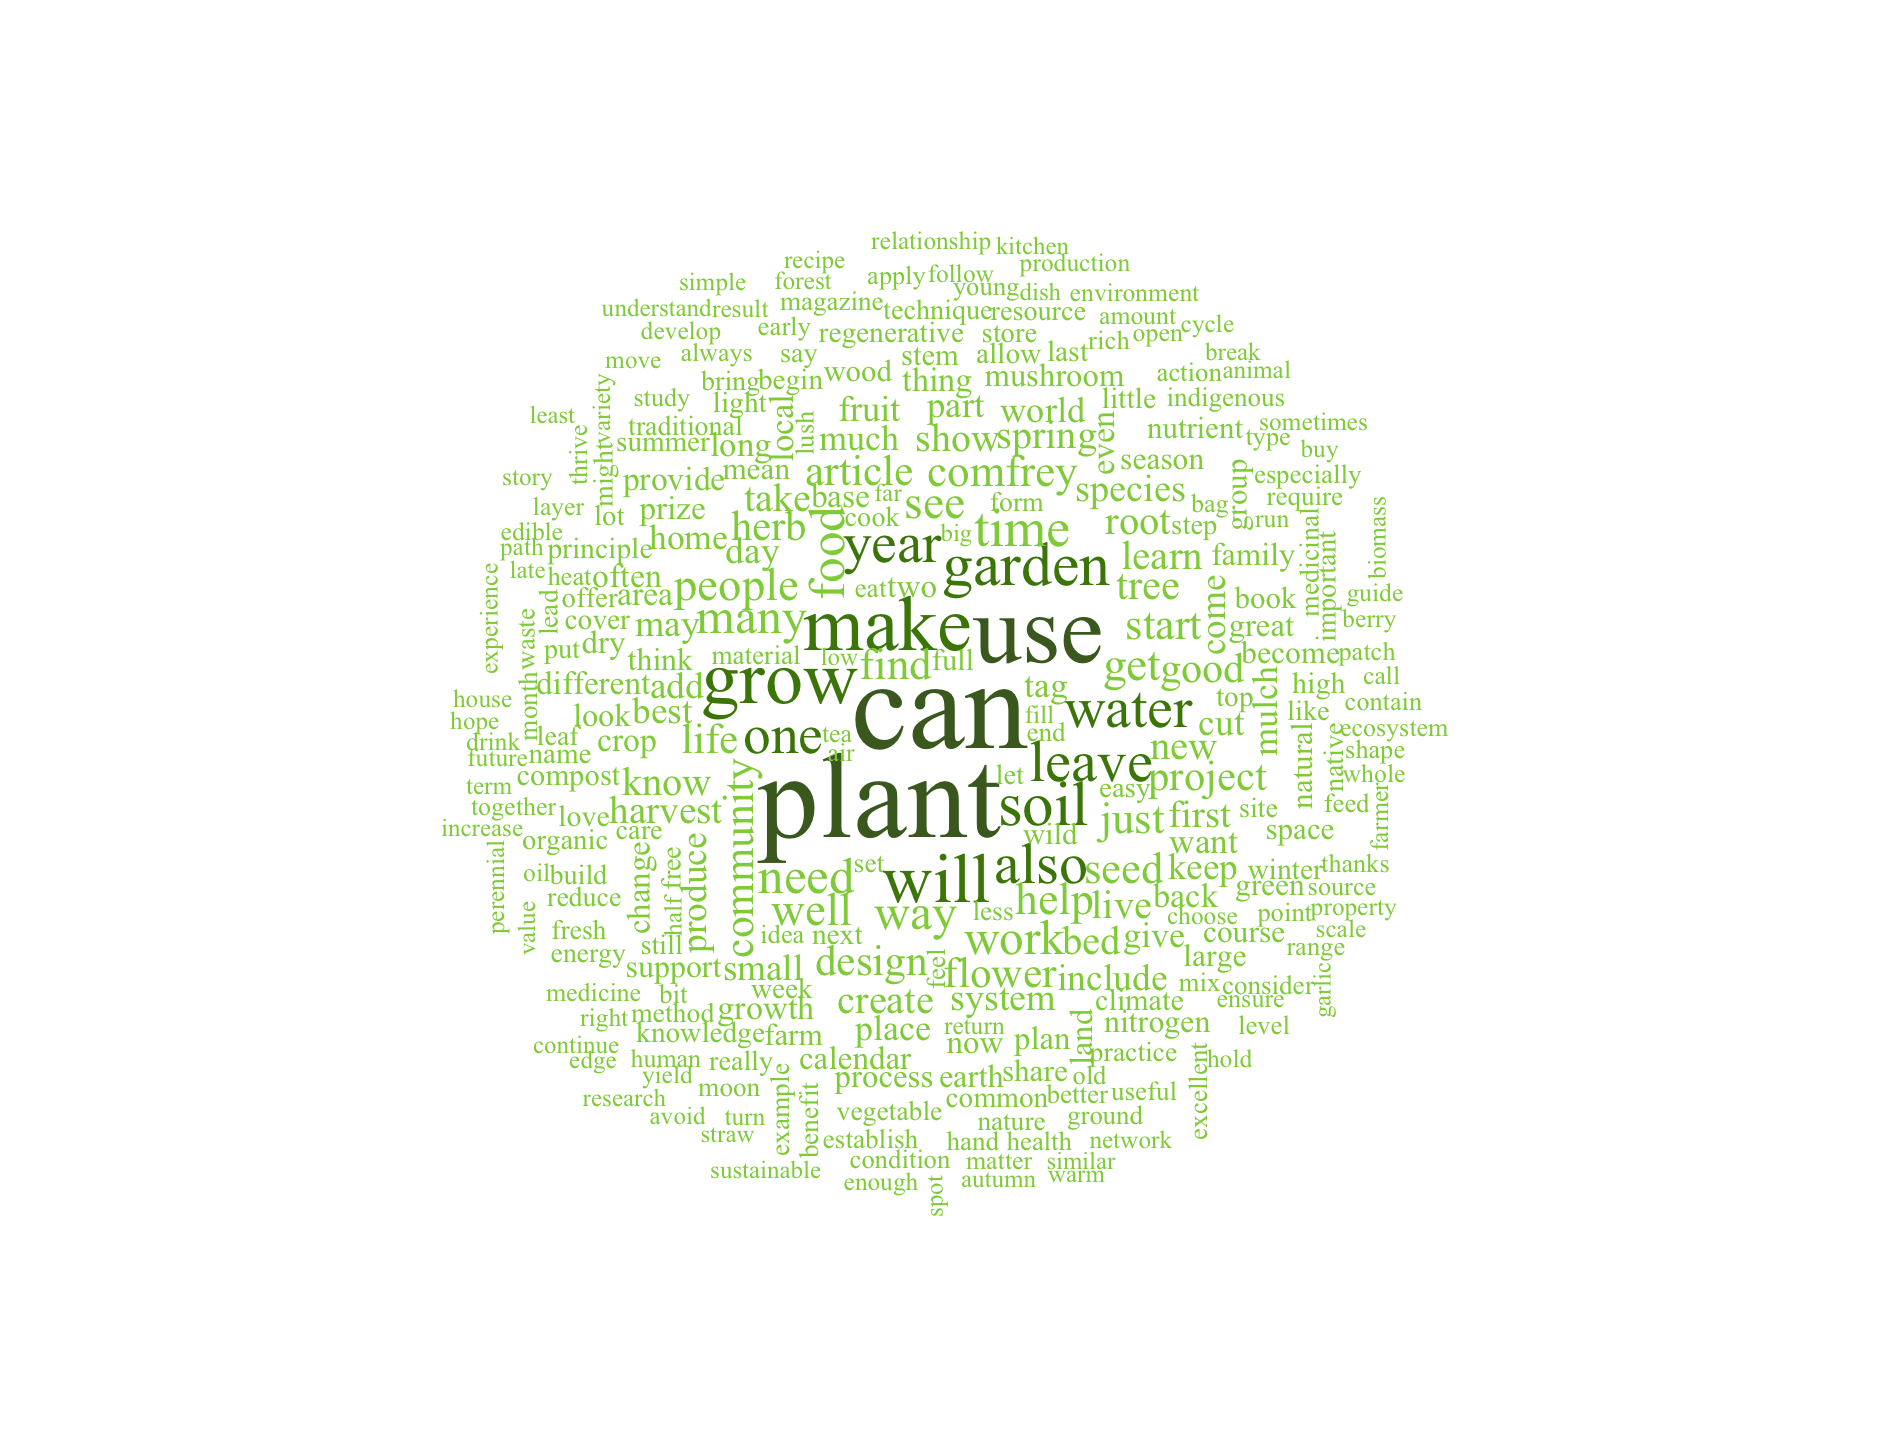 relationship kitchen
recipe production
simple forest apply follow
young dish environment
understand result magazine technique resource amount cycle
develop early regenerative store rich open
move always say stem allow last break
bring begin wood thing mushroom action animal
study light local fruit part world little indigenous
least variety traditional lush even sometimes
thrive might summer long much show spring nutrient type buy
story provide mean article comfrey season group especially
layer lot prize take base far see form species bag require
edible home herb food cook big time root step run
path principle day year garden learn family medicinal important biomass
late heat often people eat two tree come book guide
experience lead offer area many make use start great berry
waste cover may
put dry think material low find full get good become patch
month different add grow can tag top mulch high call
house look best fill water cut like contain
hope leaf crop life one tea end new natural native ecosystem
drink name air leave shape
future compost know community plant let easy project whole
term harvest soil just first site feed farmer
together love care wild want space
increase organic change produce
perennial oil build half free need set will also seed keep winter thanks
value reduce well way less help live back green source
fresh still idea next work bed give choose point property
energy support small design feel flower include course range scale
medicine bit week create system climate large mix consider garlic
right method growth place return land nitrogen ensure level
continue knowledge farm now plan practice
edge human really calendar process earth share old excellent hold
research yield moon example benefit common better useful
avoid turn vegetable nature ground
straw establish hand health network
sustainable condition matter similar
enough spot autumn warm